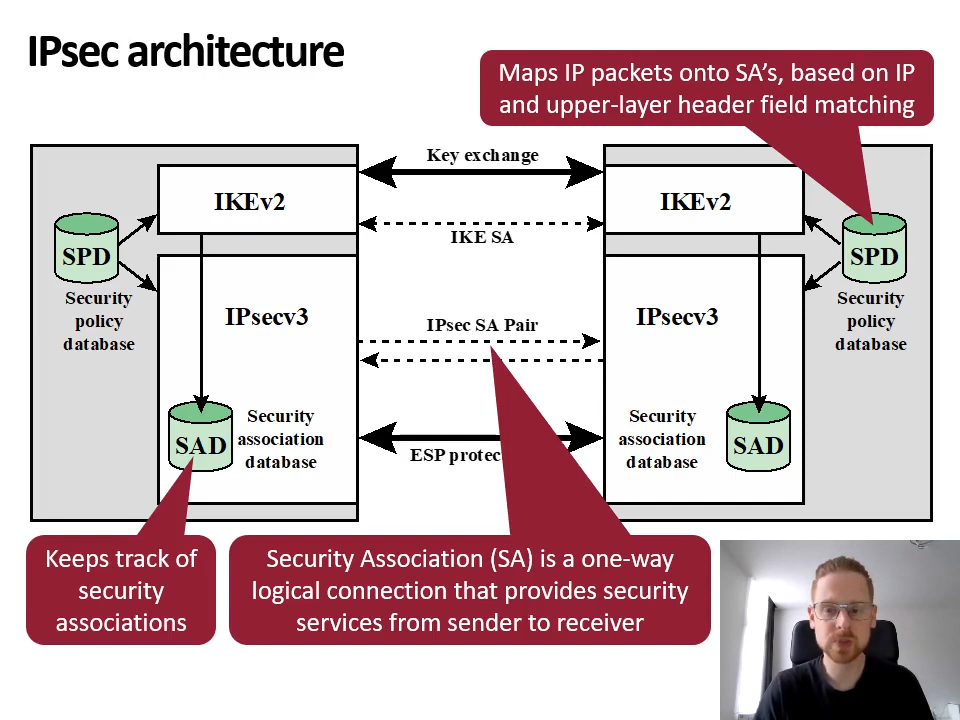 IPsec architecture
Maps IP packets onto SA's, based on IP
and upper-layer header field matching
Key exchange
IKEv2
IKEv2
IKE SA
SPD
SPD
Security
policy
database
Security
policy
database
IPsecv3
IPsecv3
IPsec SA Pair
SAD
Security
association
database
Security
association
database
SAD
ESP protec
Keeps track of
security
associations
Security Association (SA) is a one-way
logical connection that provides security
services from sender to receiver